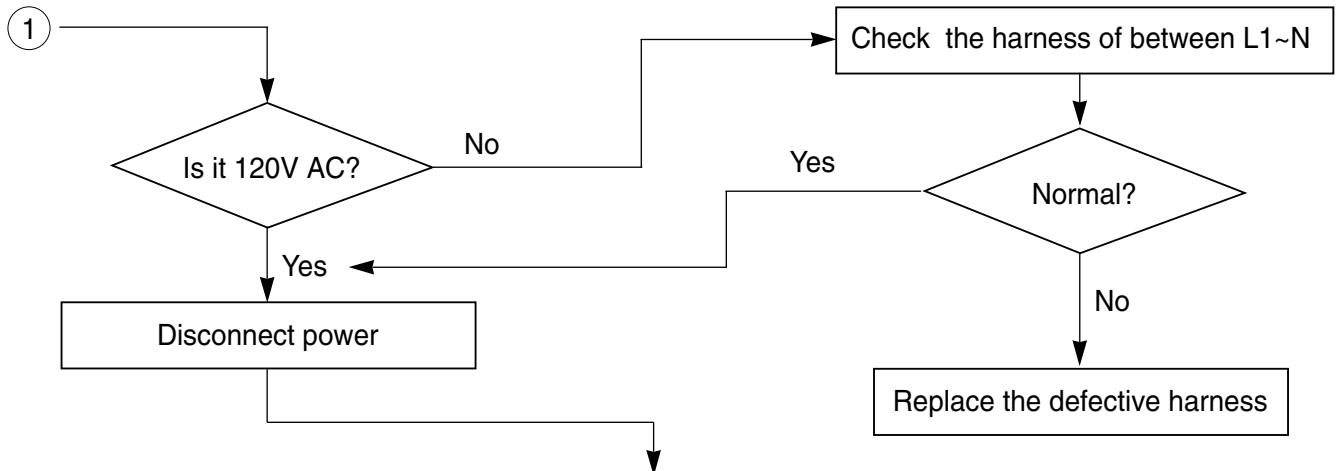 1
Check the harness of between L1~N
Is it 120V AC?
No
Yes
Normal?
Yes
Disconnect power
No
Replace the defective harness